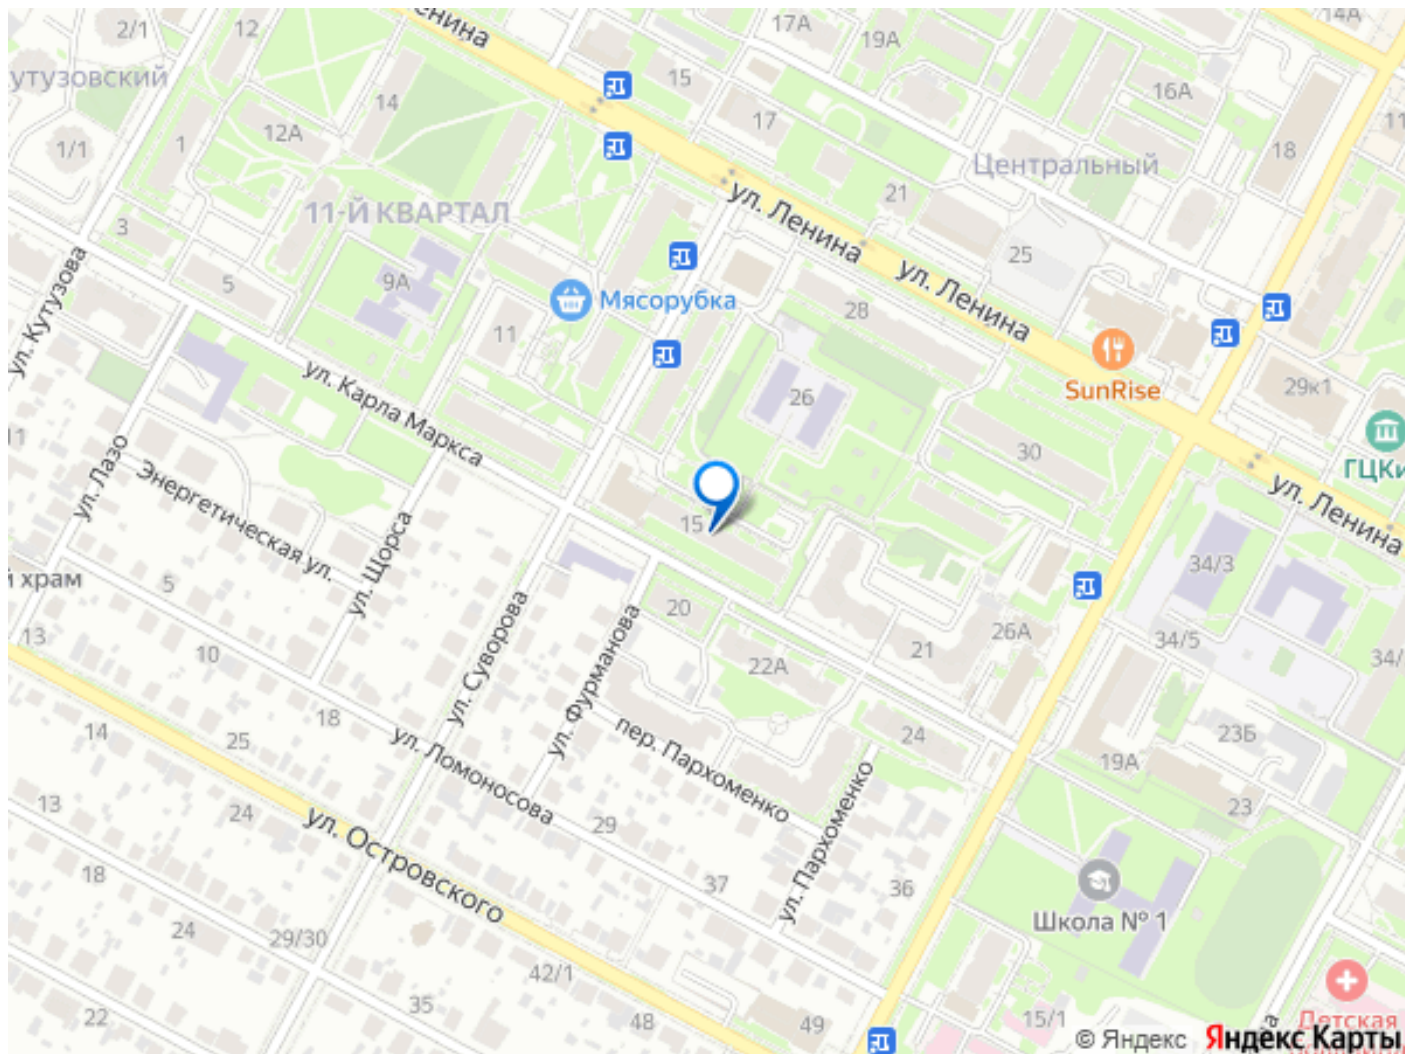 2/1
12
Ленина
17А
19А
14А
утузовский
14
15
16А
1
12А
17
11
1/1
18
Центральный
21
3
11-Й КВАРТАЛ
ул. Ленина
25
ул. Кутузова
5
9А
Мясорубка
28
ул. Ленина
11
SunRise
29к1
26
ул. Карла Маркса
30
ГЦКи
11
ул. Лазо
Энергетическая ул.
ул. Щорса
15
ул. Ленина
й храм
5
34/3
20
ул. Суворова
ул. Фурманова
26А
34/5
13
10
22А
21
34/
18
пер. Пархоменко
24
23Б
14
25
ул. Ломоносова
19А
ул. Пархоменко
13
24
29
23
ул. Островского
18
37
36
Школа № 1
24
29/30
42/1
35
22
48
49
15/1
Детская
© Яндекс
Яндекс Карты